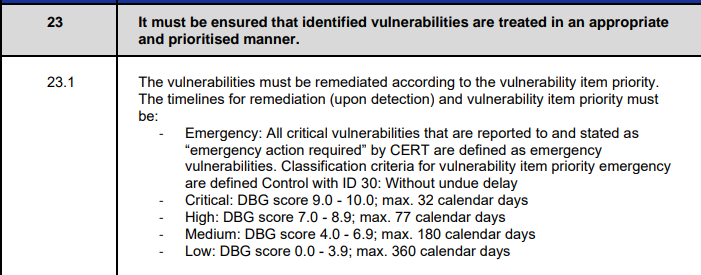 23
It must be ensured that identified vulnerabilities are treated in an appropriate
and prioritised manner.
23.1
The vulnerabilities must be remediated according to the vulnerability item priority.
The timelines for remediation (upon detection) and vulnerability item priority must
be:
- Emergency: All critical vulnerabilities that are reported to and stated as
“emergency action required” by CERT are defined as emergency
vulnerabilities. Classification criteria for vulnerability item priority emergency
are defined Control with ID 30: Without undue delay
- Critical: DBG score 9.0 - 10.0; max. 32 calendar days
- High: DBG score 7.0 - 8.9; max. 77 calendar days
- Medium: DBG score 4.0 - 6.9; max. 180 calendar days
- Low: DBG score 0.0 - 3.9; max. 360 calendar days